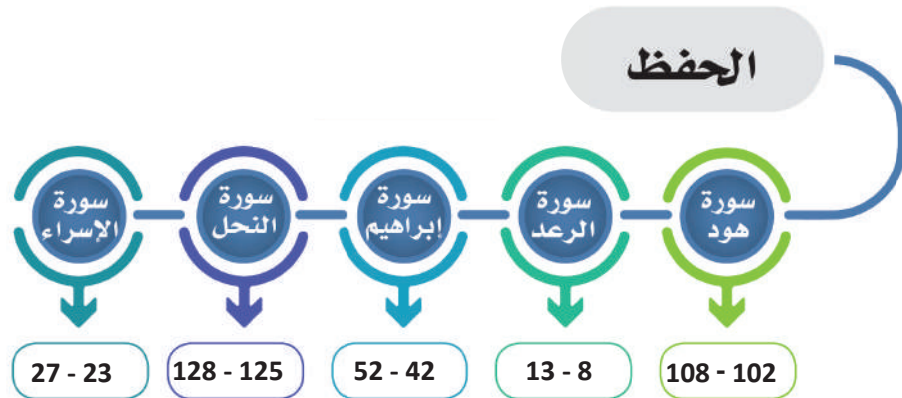 الحفظ
سورة
هود
سورة
الرعد
سورة
إبراهيم
سورة
النحل
سورة
الإسراء
108 - 102
13 - 8
52 - 42
128 - 125
27 - 23